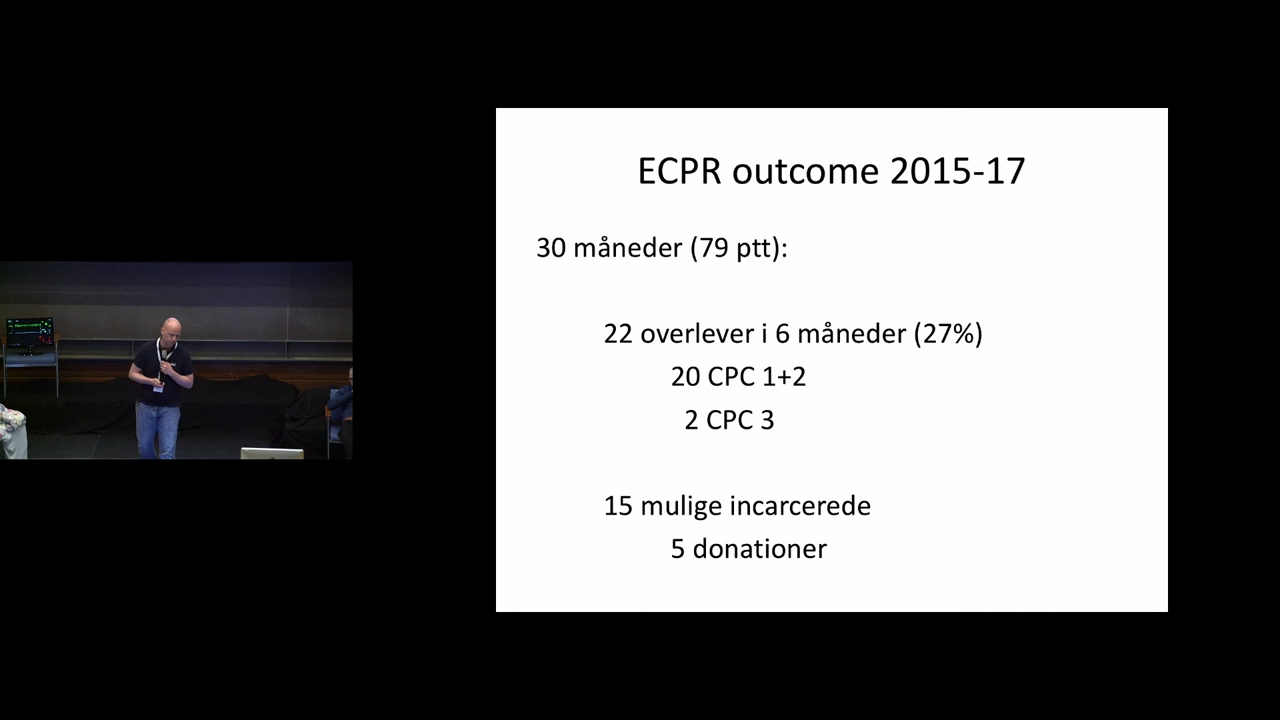 ECPR outcome 2015-17
30 måneder (79 ptt):
22 overlever i 6 måneder (27%)
20 CPC 1+2
2 CPC 3
15 mulige incarcerede
5 donationer